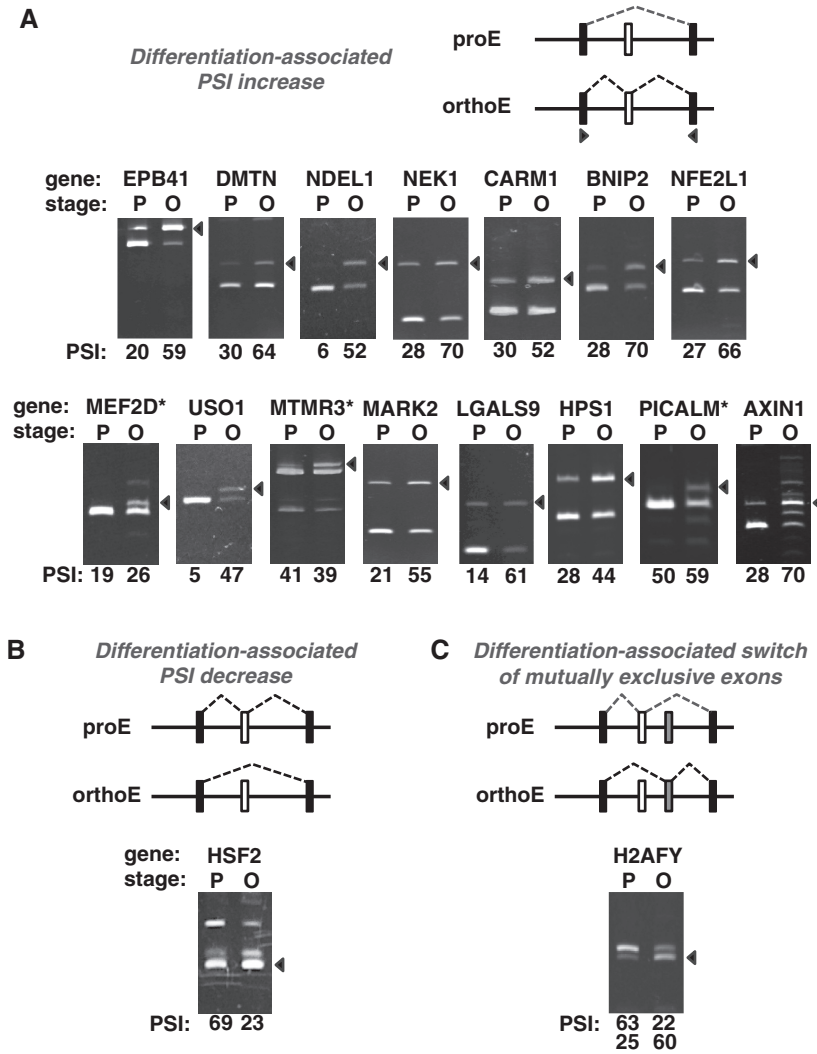 A
Differentiation-associated
PSI increase
proE
orthoE
gene: EPB41 DMTN NDEL1 NEK1 CARM1 BNIP2 NFE2L1
stage: P O P O P O P O P O P O P O
PSI: 20 59 30 64 6 52 28 70 30 52 28 70 27 66
gene: MEF2D* USO1 MTMR3* MARK2 LGALS9 HPS1 PICALM* AXIN1
stage: P O P O P O P O P O P O P O P O
PSI: 19 26 5 47 41 39 21 55 14 61 28 44 50 59 28 70
B
Differentiation-associated
PSI decrease
proE
orthoE
gene: HSF2
stage: P O
PSI: 69 23
C
Differentiation-associated switch
of mutually exclusive exons
proE
orthoE
gene: H2AFY
stage: P O
PSI: 63 22
25 60